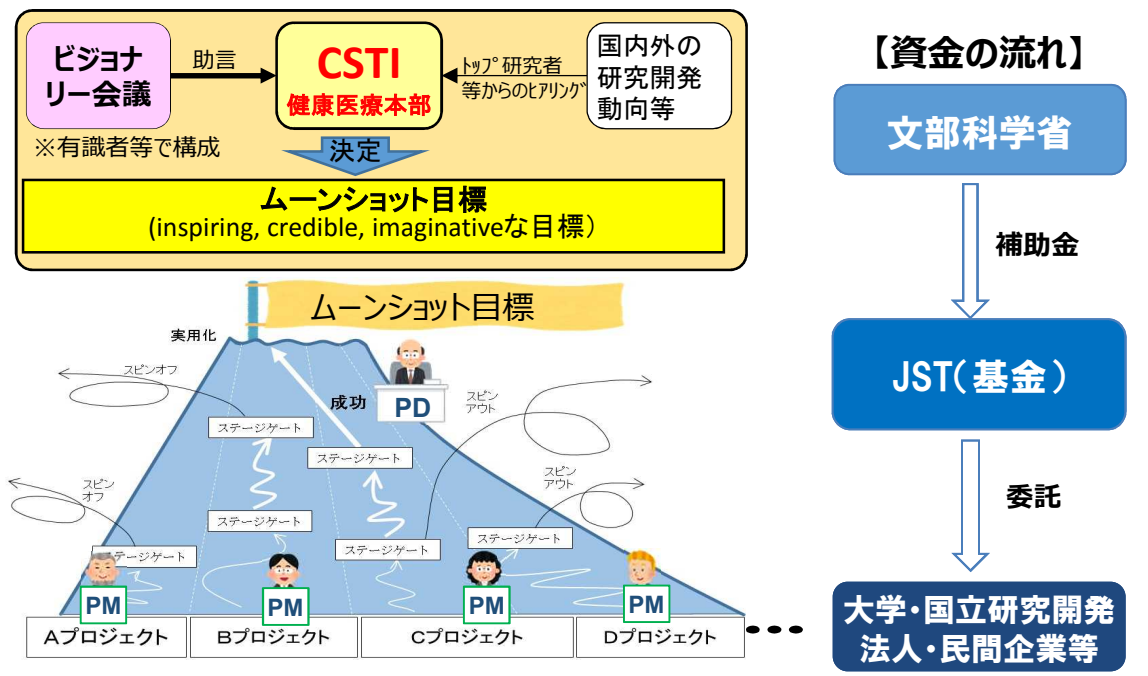 ビジョナ
リー会議
助言
CSTI
健康医療本部
ﾄｯﾌﾟ研究者
等からのﾋｱﾘﾝｸﾞ
国内外の
研究開発
動向等
※有識者等で構成
決定
ムーンショット目標
(inspiring, credible, imaginativeな目標）
ムーンショット目標
実用化
スピンオフ
成功
PD
スピン
アウト
ステージゲート
ステージゲート
スピン
オフ
スピン
アウト
ステージゲート
ステージゲート
ステージゲート
ステージゲート
PM
PM
PM
PM
Aプロジェクト
Bプロジェクト
Cプロジェクト
Dプロジェクト
•••
【資金の流れ】
文部科学省
補助金
JST（基金）
委託
大学・国立研究開発
法人・民間企業等